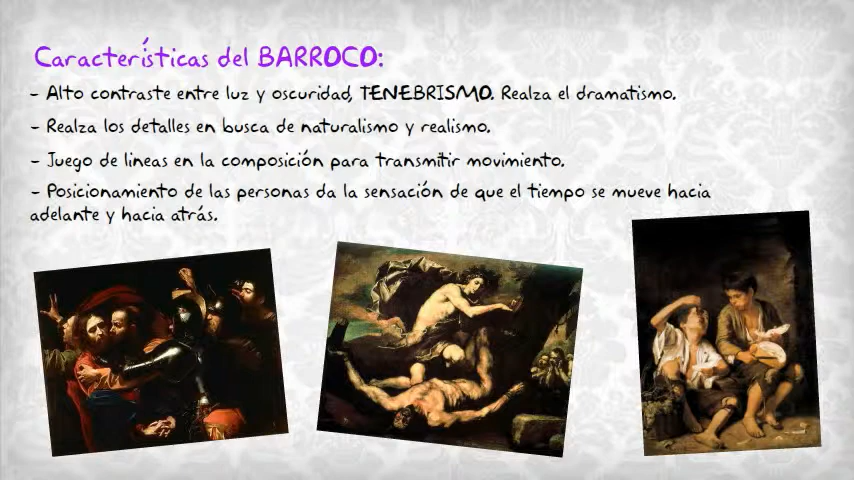 Características del BARROCO:
- Alto contraste entre luz y oscuridad, TENEBRISMO. Realza el dramatismo.
- Realza los detalles en busca de naturalismo y realismo.
- Juego de lineas en la composición para transmitir movimiento.
- Posicionamiento de las personas da la sensación de que el tiempo se mueve hacia
adelante y hacia atrás.